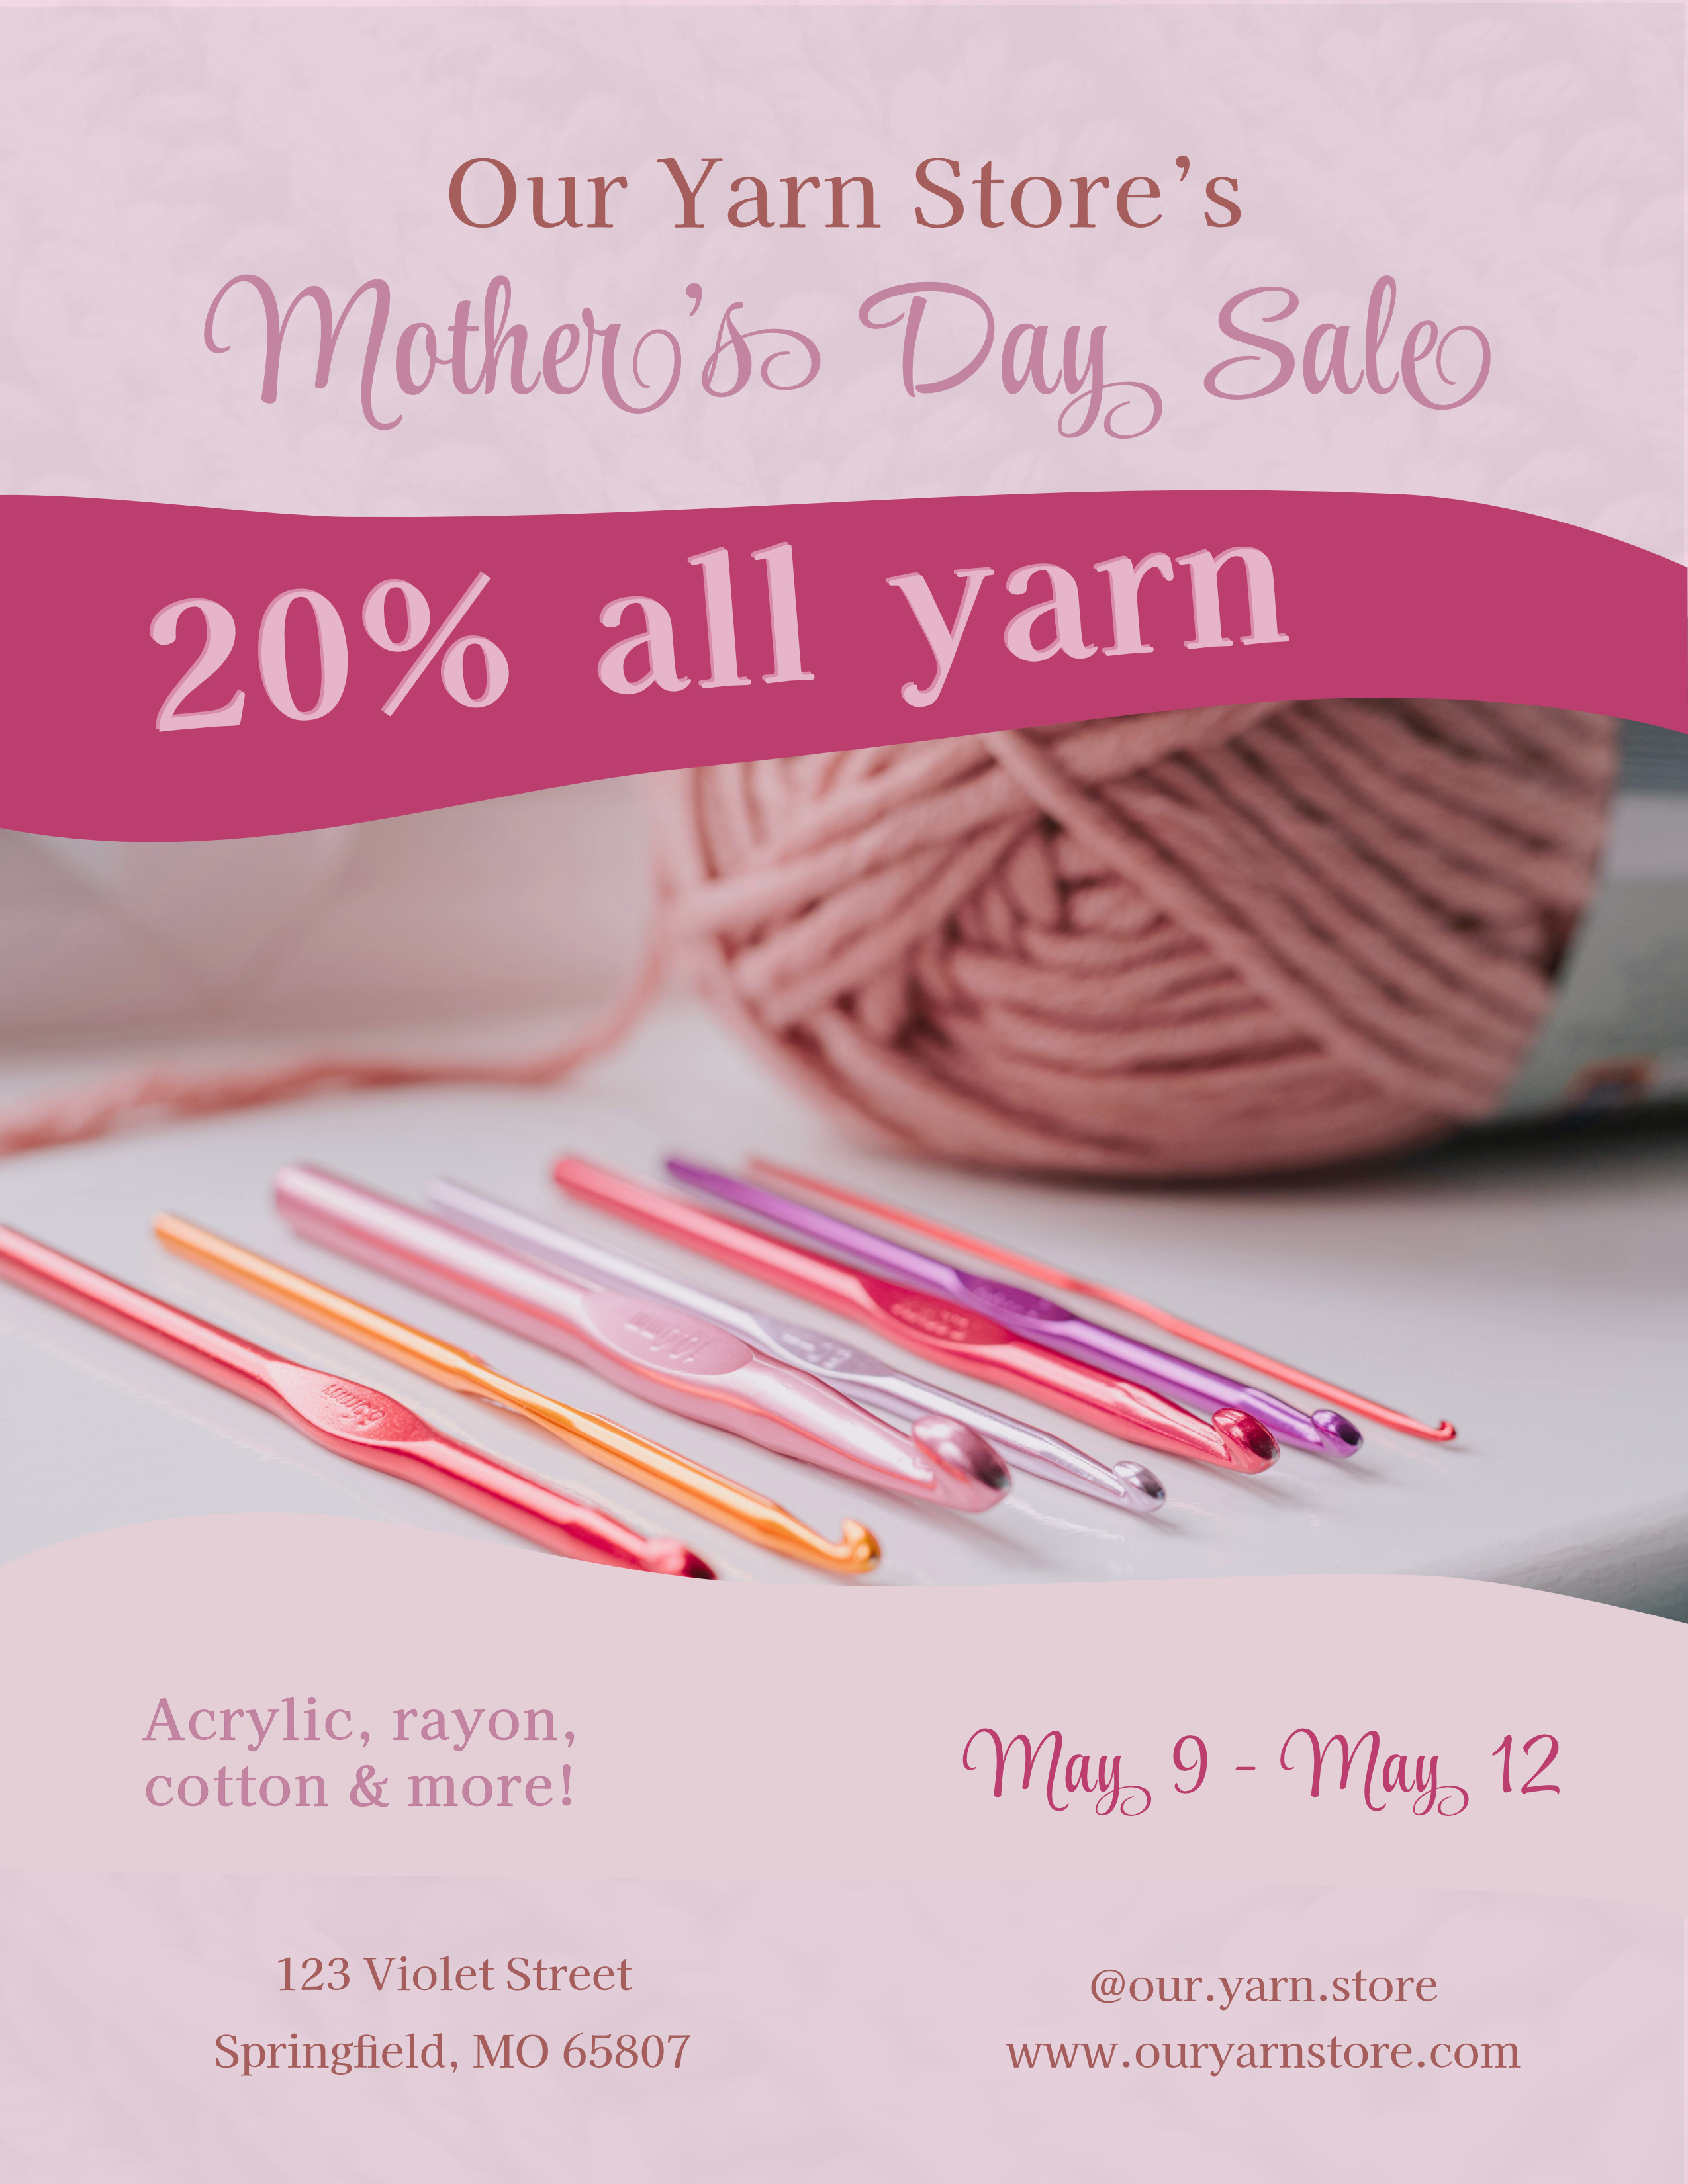 Our Yarn Store’s
Mother’s Day Sale
20% all yarn
Acrylic, rayon,
cotton & more!
May 9 - May 12
123 Violet Street
Springfield, MO 65807
@our.yarn.store
www.ouryarnstore.com